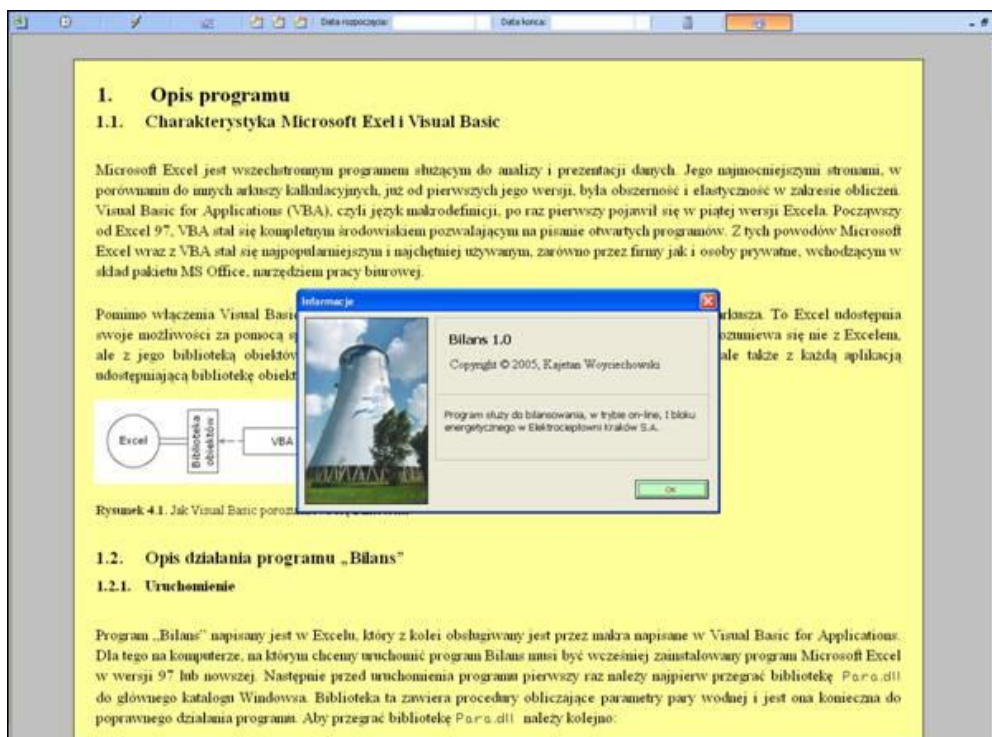 Data rozpoczęcia:
Data końca:
1. Opis programu
1.1. Charakterystyka Microsoft Exel i Visual Basic
Microsoft Excel jest wszechstronnym programem służącym do analizy i prezentacji danych. Jego najmocniejszymi stronami, w
porównaniu do innych arkuszy kalkulacyjnych, już od pierwszych jego wersji, była obszerność i elastyczność w zakresie obliczeń.
Visual Basic for Applications (VBA), czyli język makrodefinicji, po raz pierwszy pojawił się w piątej wersji Excela. Począwszy
od Excel 97, VBA stał się kompletnym środowiskiem pozwalającym na pisanie otwartych programów. Z tych powodów Microsoft
Excel wraz z VBA stał się najpopularniejszym i najchętniej używanym, zarówno przez firmy jak i osoby prywatne, wchodzącym w
skład pakietu MS Office, narzędziem pracy biurowej.
Pomimo włączenia Visual Basic arkusza. To Excel udostępnia
swoje możliwości za pomocą ozumiewa się nie z Excelem,
ale z jego biblioteką obiektów ale także z każdą aplikacją
udostępniającą bibliotekę obiekt
Informacje
Bilans 1.0
Copyright © 2005, Kajetan Woyciechowski
Program służy do bilansowania, w trybie on-line, I bloku
energetycznego w Elektrociepłowni Kraków S.A.
OK
Excel
Biblioteka
obiektów
VBA
Rysunek 4.1. Jak Visual Basic poroz
1.2. Opis działania programu „Bilans”
1.2.1. Uruchomienie
Program „Bilans” napisany jest w Excelu, który z kolei obsługiwany jest przez makra napisane w Visual Basic for Applications.
Dla tego na komputerze, na którym chcemy uruchomić program Bilans musi być wcześniej zainstalowany program Microsoft Excel
w wersji 97 lub nowszej. Następnie przed uruchomienia programu pierwszy raz należy najpierw przegrać bibliotekę Para.dll
do głównego katalogu Windowsa. Biblioteka ta zawiera procedury obliczające parametry pary wodnej i jest ona konieczna do
poprawnego działania programu. Aby przegrać bibliotekę Para.dll należy kolejno: